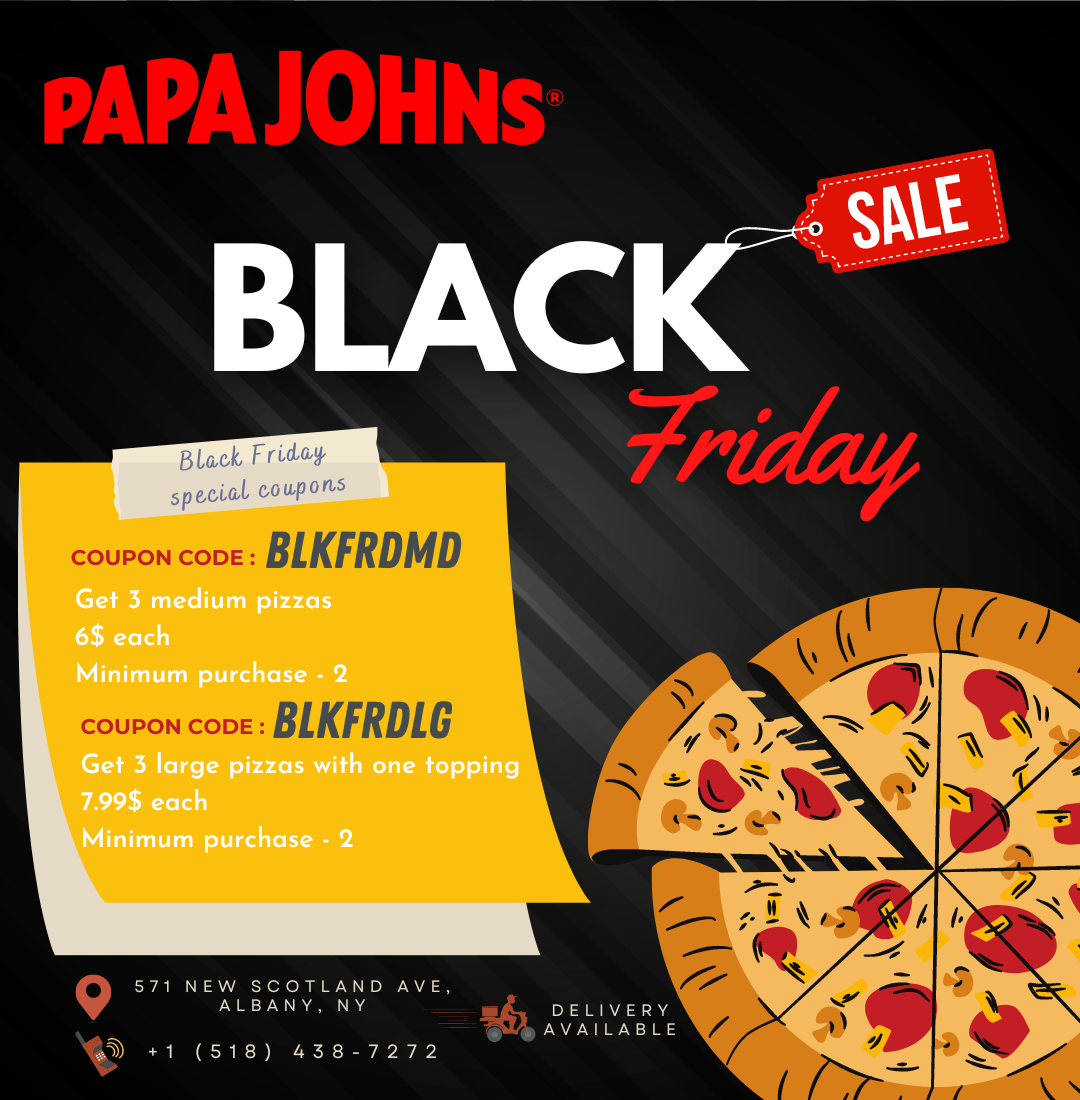 PAPA JOHNS®
SALE
BLACK
Friday
Black Friday
special coupons
COUPON CODE : BLKFRDMD
Get 3 medium pizzas
6$ each
Minimum purchase - 2
COUPON CODE : BLKFRDLG
Get 3 large pizzas with one topping
7.99$ each
Minimum purchase - 2
571 NEW SCOTLAND AVE,
ALBANY, NY
+1 (518) 438-7272
DELIVERY
AVAILABLE